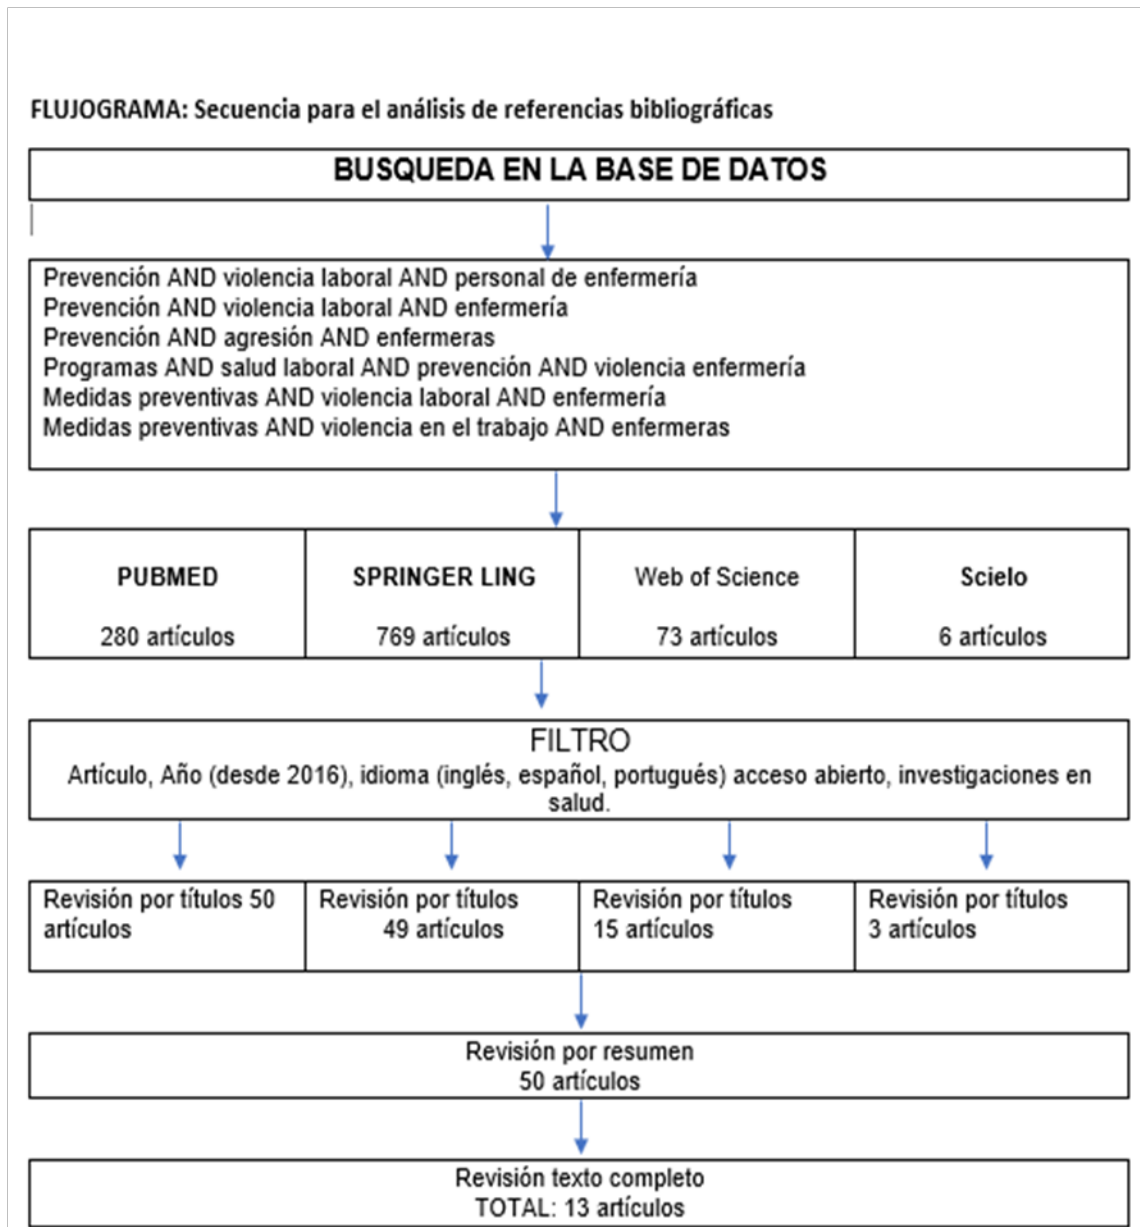 FLUJOGRAMA: Secuencia para el análisis de referencias bibliográficas
BUSQUEDA EN LA BASE DE DATOS
Prevención AND violencia laboral AND personal de enfermería
Prevención AND violencia laboral AND enfermería
Prevención AND agresión AND enfermeras
Programas AND salud laboral AND prevención AND violencia enfermería
Medidas preventivas AND violencia laboral AND enfermería
Medidas preventivas AND violencia en el trabajo AND enfermeras
PUBMED
280 artículos
SPRINGER LING
769 artículos
Web of Science
73 artículos
Scielo
6 artículos
FILTRO
Artículo, Año (desde 2016), idioma (inglés, español, portugués) acceso abierto, investigaciones en
salud.
Revisión por títulos 50
artículos
Revisión por títulos
49 artículos
Revisión por títulos
15 artículos
Revisión por títulos
3 artículos
Revisión por resumen
50 artículos
Revisión texto completo
TOTAL: 13 artículos